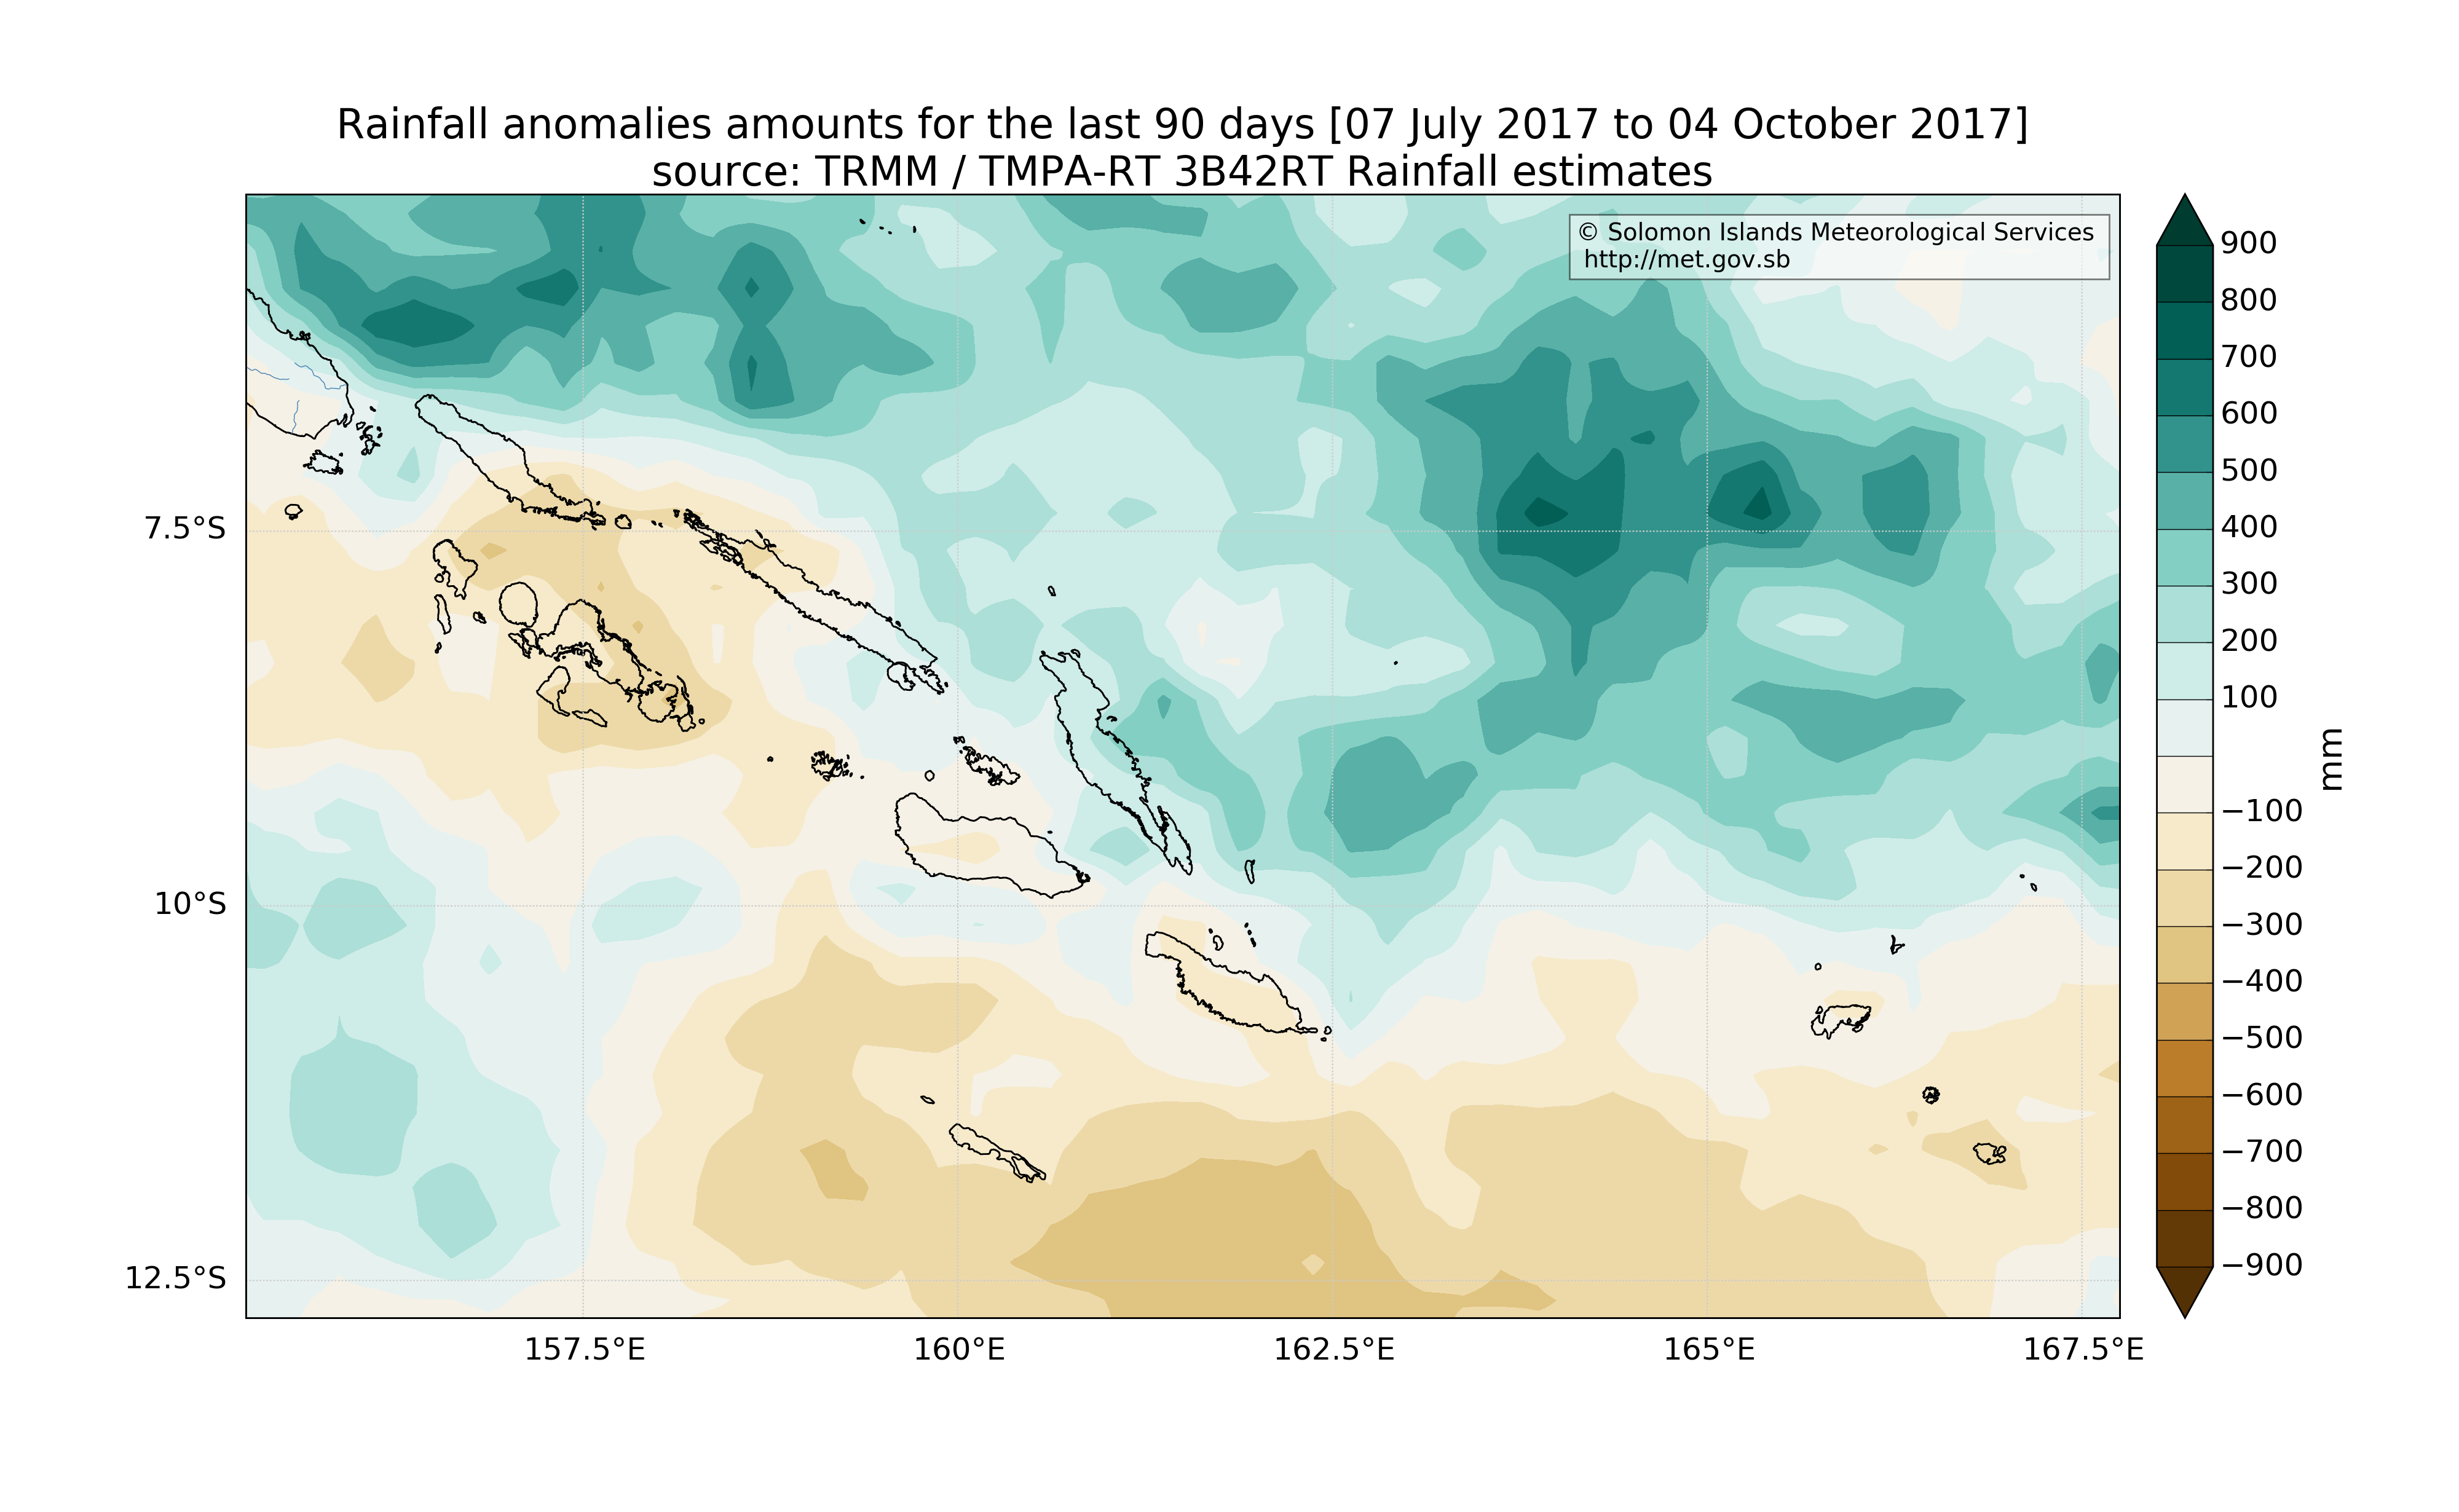 Rainfall anomalies amounts for the last 90 days [07 July 2017 to 04 October 2017]
source: TRMM / TMPA-RT 3B42RT Rainfall estimates
© Solomon Islands Meteorological Services
http://met.gov.sb
7.5°S
10°S
12.5°S
157.5°E
160°E
162.5°E
165°E
167.5°E
900
800
700
600
500
400
300
200
100
−100
−200
−300
−400
−500
−600
−700
−800
−900
mm